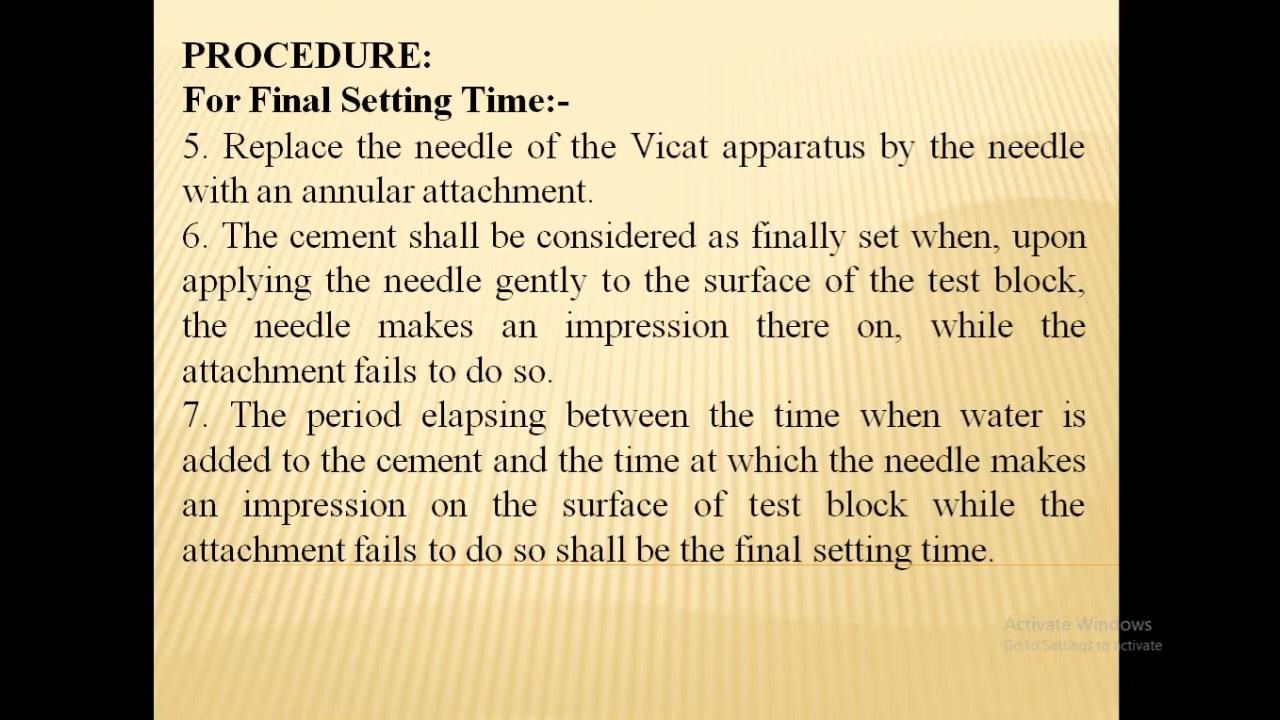 PROCEDURE:
For Final Setting Time:-
5. Replace the needle of the Vicat apparatus by the needle
with an annular attachment.
6. The cement shall be considered as finally set when, upon
applying the needle gently to the surface of the test block,
the needle makes an impression there on, while the
attachment fails to do so.
7. The period elapsing between the time when water is
added to the cement and the time at which the needle makes
an impression on the surface of test block while the
attachment fails to do so shall be the final setting time.
Activate Windows
Go to Settings to activate